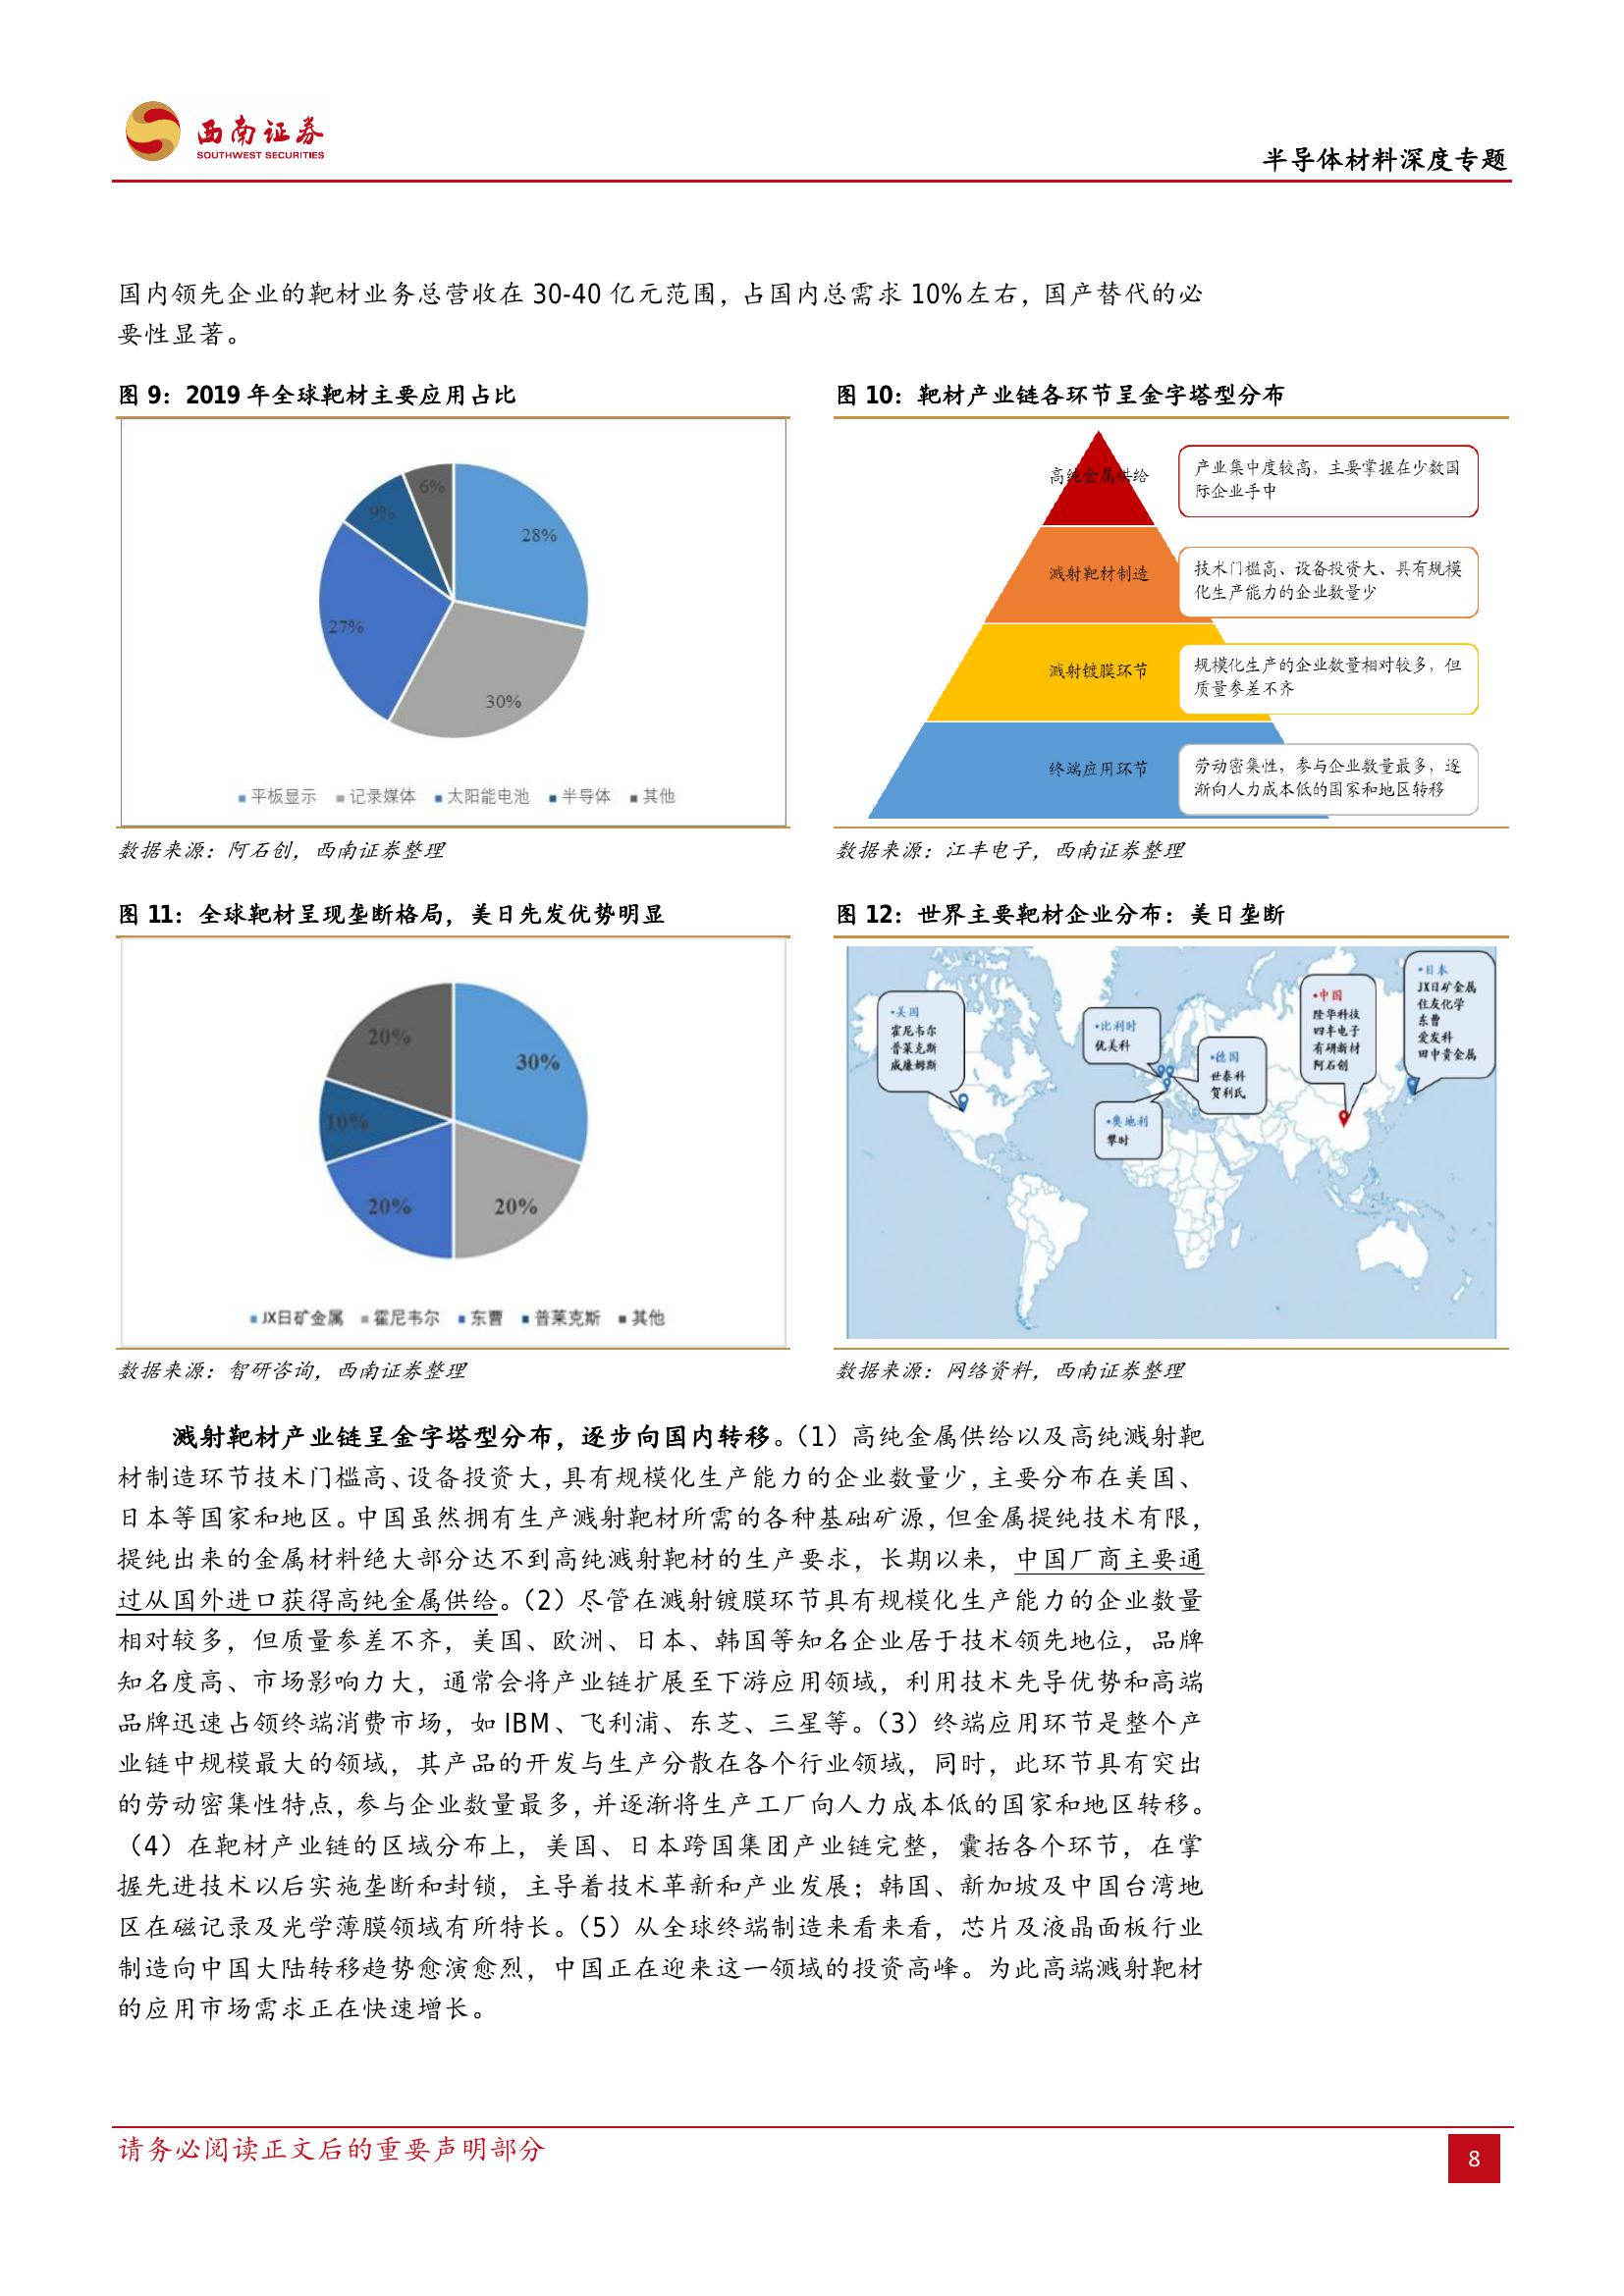 西南证券
SOUTHWEST SECURITIES
半导体材料深度专题
国内领先企业的靶材业务总营收在 30-40 亿元范围，占国内总需求 10%左右，国产替代的必
要性显著。
图 9：2019 年全球靶材主要应用占比
6%
9%
28%
27%
30%
平板显示 记录媒体 太阳能电池 半导体 其他
数据来源：阿石创，西南证券整理
图 10：靶材产业链各环节呈金字塔型分布
高纯金属供给
产业集中度较高，主要掌握在少数国
际企业手中
溅射靶材制造
技术门槛高、设备投资大、具有规模
化生产能力的企业数量少
溅射镀膜环节
规模化生产的企业数量相对较多，但
质量参差不齐
终端应用环节
劳动密集性，参与企业数量最多，逐
渐向人力成本低的国家和地区转移
数据来源：江丰电子，西南证券整理
图 11：全球靶材呈现垄断格局，美日先发优势明显
20%
30%
10%
20%
20%
JX日矿金属 霍尼韦尔 东曹 普莱克斯 其他
数据来源：智研咨询，西南证券整理
图 12：世界主要靶材企业分布：美日垄断
•美国
霍尼韦尔
普莱克斯
威廉姆斯
•比利时
优美科
•德国
世泰科
贺利氏
•奥地利
攀时
•中国
隆华科技
四丰电子
有研新材
阿石创
•日本
JX日矿金属
住友化学
东曹
爱发科
田中贵金属
数据来源：网络资料，西南证券整理
溅射靶材产业链呈金字塔型分布，逐步向国内转移。（1）高纯金属供给以及高纯溅射靶
材制造环节技术门槛高、设备投资大，具有规模化生产能力的企业数量少，主要分布在美国、
日本等国家和地区。中国虽然拥有生产溅射靶材所需的各种基础矿源，但金属提纯技术有限，
提纯出来的金属材料绝大部分达不到高纯溅射靶材的生产要求，长期以来，中国厂商主要通
过从国外进口获得高纯金属供给。（2）尽管在溅射镀膜环节具有规模化生产能力的企业数量
相对较多，但质量参差不齐，美国、欧洲、日本、韩国等知名企业居于技术领先地位，品牌
知名度高、市场影响力大，通常会将产业链扩展至下游应用领域，利用技术先导优势和高端
品牌迅速占领终端消费市场，如 IBM、飞利浦、东芝、三星等。（3）终端应用环节是整个产
业链中规模最大的领域，其产品的开发与生产分散在各个行业领域，同时，此环节具有突出
的劳动密集性特点，参与企业数量最多，并逐渐将生产工厂向人力成本低的国家和地区转移。
（4）在靶材产业链的区域分布上，美国、日本跨国集团产业链完整，囊括各个环节，在掌
握先进技术以后实施垄断和封锁，主导着技术革新和产业发展；韩国、新加坡及中国台湾地
区在磁记录及光学薄膜领域有所特长。（5）从全球终端制造来看来看，芯片及液晶面板行业
制造向中国大陆转移趋势愈演愈烈，中国正在迎来这一领域的投资高峰。为此高端溅射靶材
的应用市场需求正在快速增长。
请务必阅读正文后的重要声明部分
8